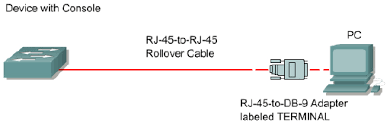 Device with Console
RJ-45-to-RJ-45
Rollover Cable
PC
RJ-45-to-DB-9 Adapter
labeled TERMINAL